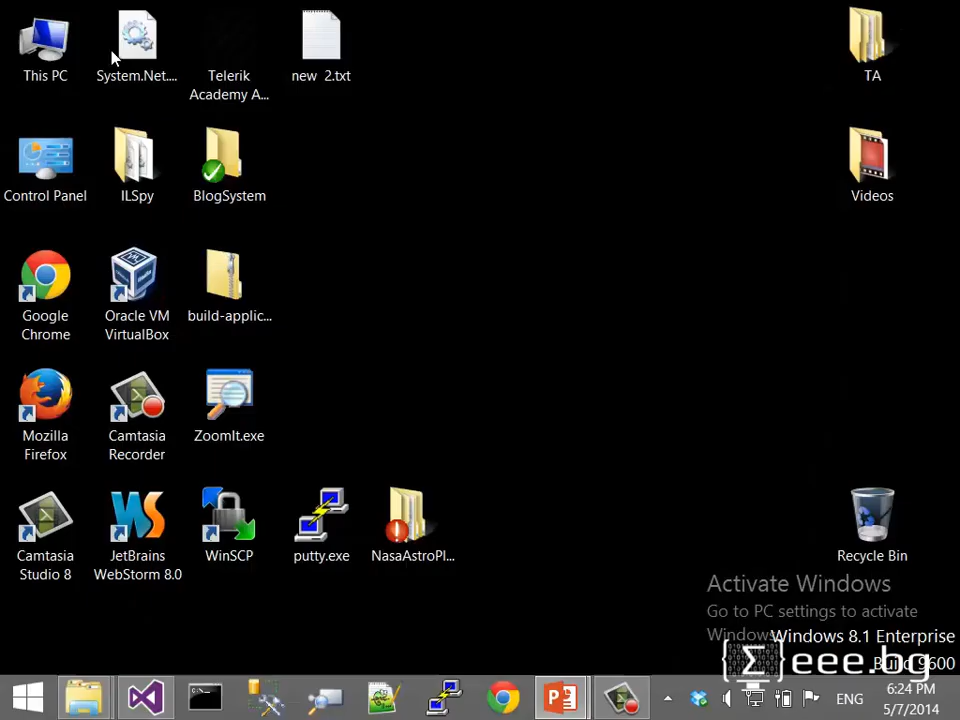 This PC
System.Net....
Telerik
Academy A...
new 2.txt
TA
Control Panel
ILSpy
BlogSystem
Videos
Google
Chrome
Oracle VM
VirtualBox
build-applic...
Mozilla
Firefox
Camtasia
Recorder
ZoomIt.exe
Camtasia
Studio 8
JetBrains
WebStorm 8.0
WinSCP
putty.exe
NasaAstroPl...
Recycle Bin
Activate Windows
Go to PC settings to activate
Windows
Windows 8.1 Enterprise
Build 9600
{Σ}eee.bg
ENG
6:24 PM
5/7/2014